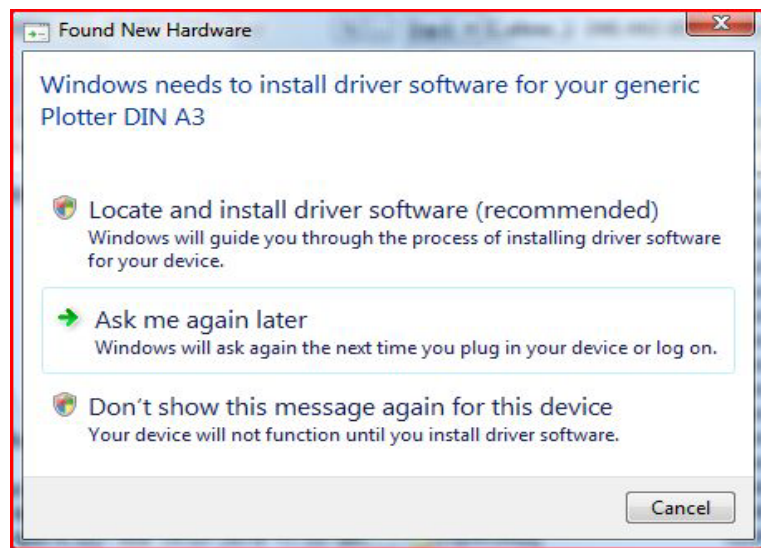 Found New Hardware
Windows needs to install driver software for your generic
Plotter DIN A3
Locate and install driver software (recommended)
Windows will guide you through the process of installing driver software
for your device.
Ask me again later
Windows will ask again the next time you plug in your device or log on.
Don't show this message again for this device
Your device will not function until you install driver software.
Cancel